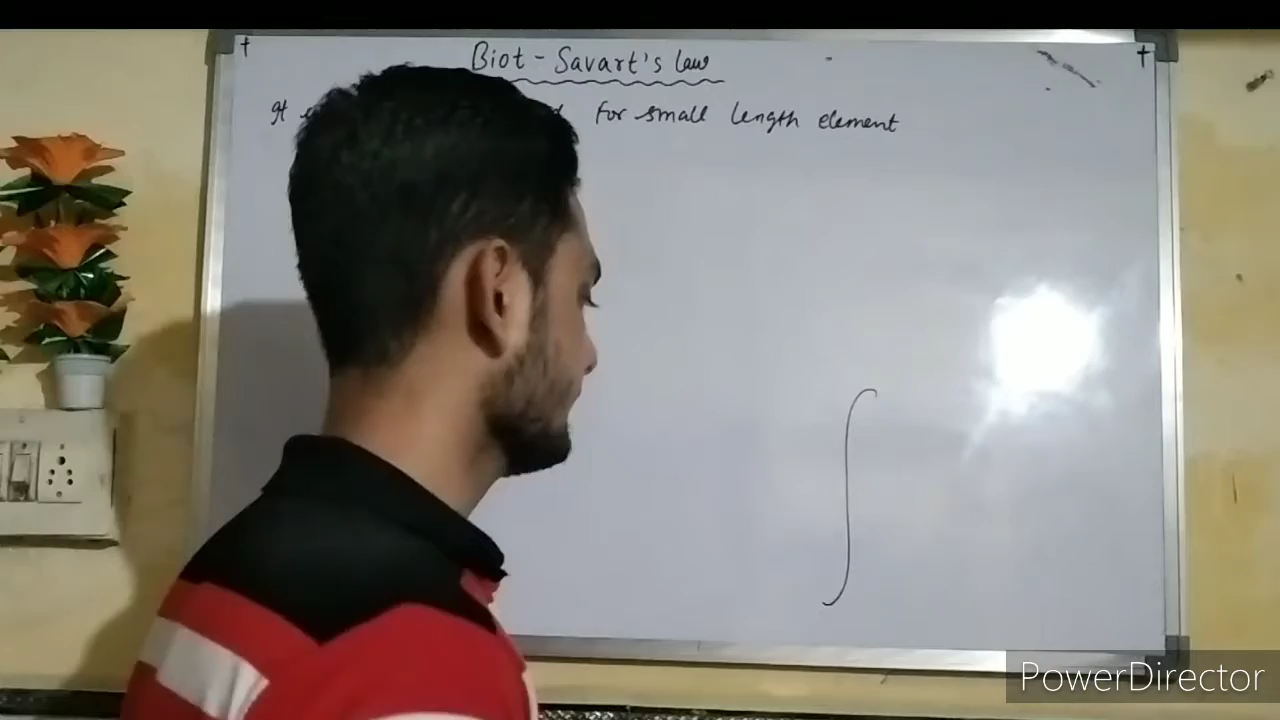 Biot - Savart's law
It for small length element
PowerDirector